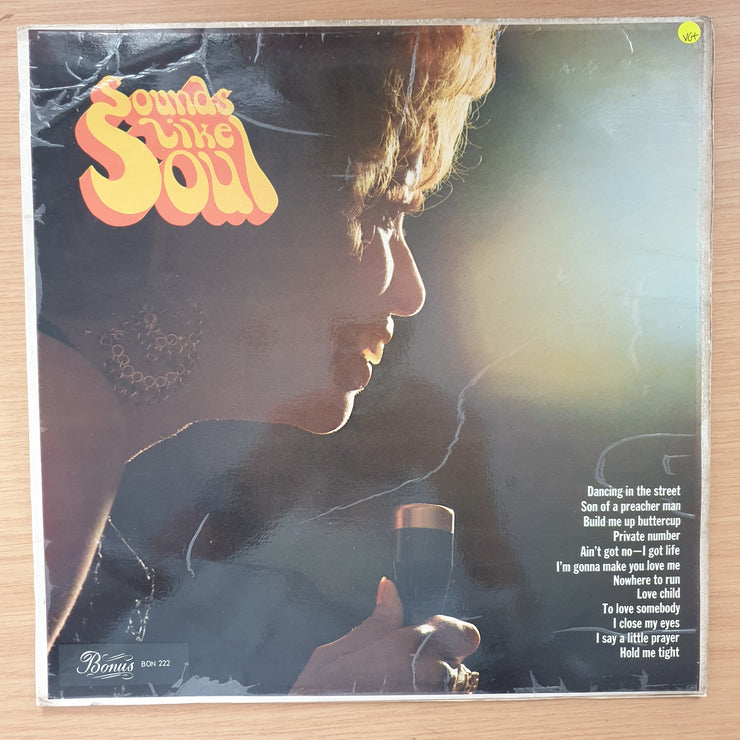 VG+
Sounds
Like
Soul
Dancing in the street
Son of a preacher man
Build me up buttercup
Private number
Ain't got no—I got life
I'm gonna make you love me
Nowhere to run
Love child
To love somebody
I close my eyes
I say a little prayer
Hold me tight
Bonus BON 222